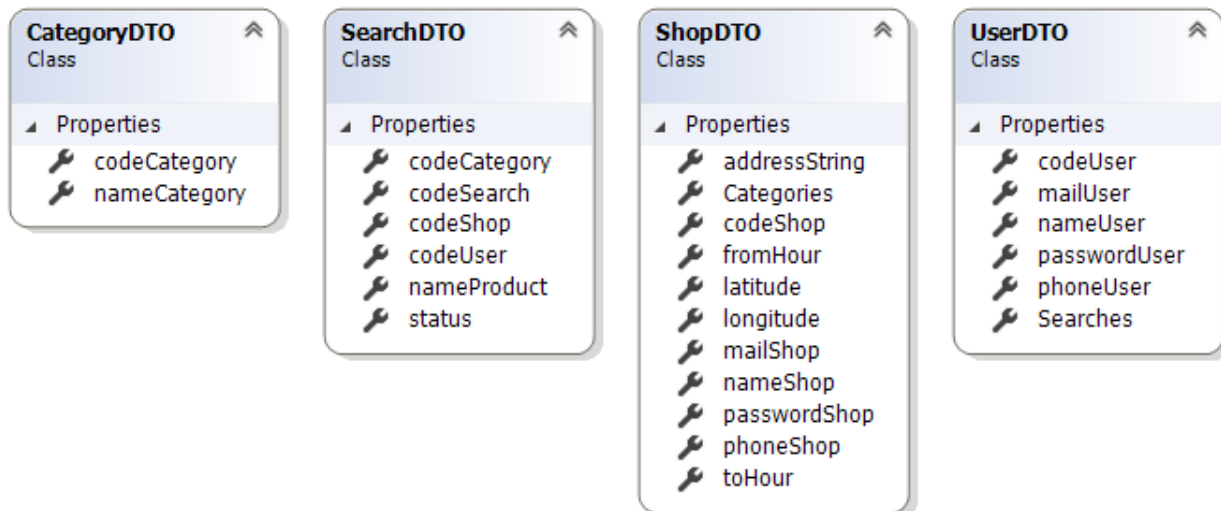 CategoryDTO
Class
Properties
codeCategory
nameCategory
SearchDTO
Class
Properties
codeCategory
codeSearch
codeShop
codeUser
nameProduct
status
ShopDTO
Class
Properties
addressString
Categories
codeShop
fromHour
latitude
longitude
mailShop
nameShop
passwordShop
phoneShop
toHour
UserDTO
Class
Properties
codeUser
mailUser
nameUser
passwordUser
phoneUser
Searches